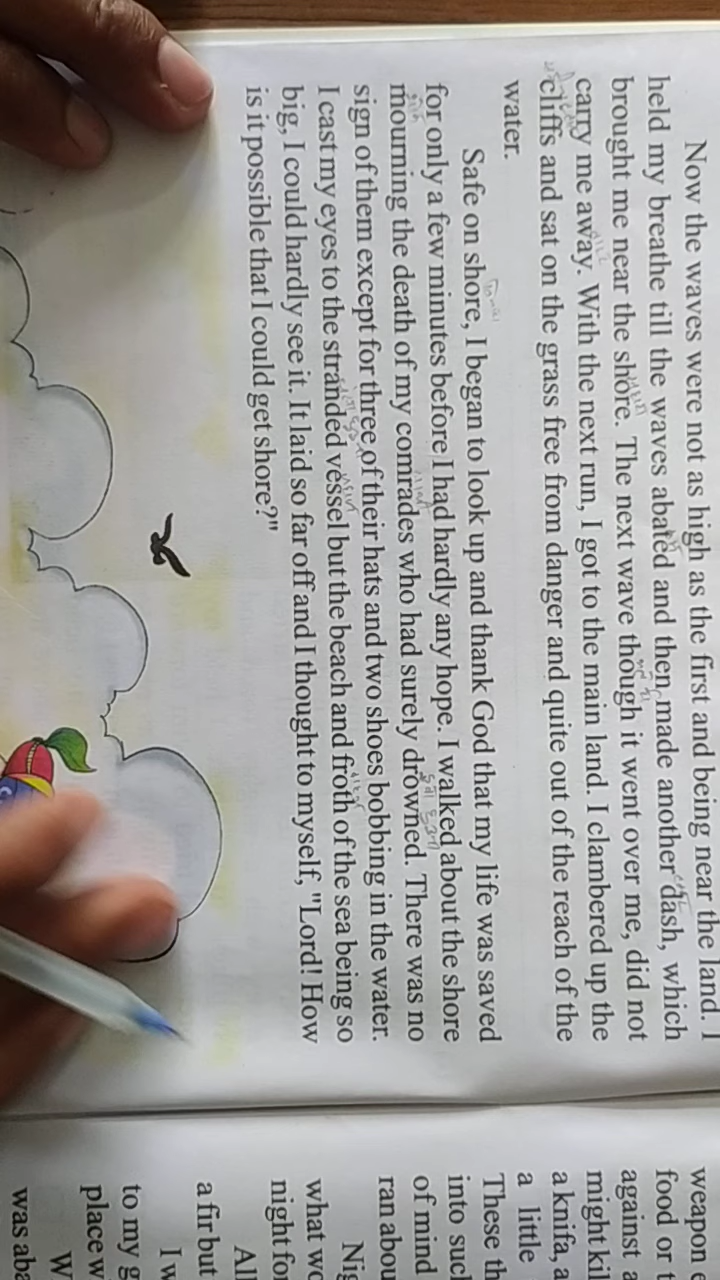 Now the waves were not as high as the first and being near the land. I
held my breathe till the waves abated and then made another dash, which
brought me near the shore. The next wave though it went over me, did not
carry me away. With the next run, I got to the main land. I clambered up the
cliffs and sat on the grass free from danger and quite out of the reach of the
water.
Safe on shore, I began to look up and thank God that my life was saved
for only a few minutes before I had hardly any hope. I walked about the shore
mourning the death of my comrades who had surely drowned. There was no
sign of them except for three of their hats and two shoes bobbing in the water.
I cast my eyes to the stranded vessel but the beach and froth of the sea being so
big, I could hardly see it. It laid so far off and I thought to myself, "Lord! How
is it possible that I could get shore?"
weapon
food or
against
might
a knifa, a
a little
These
into
of mind
ran
what
night
a fir but
to my
place
was